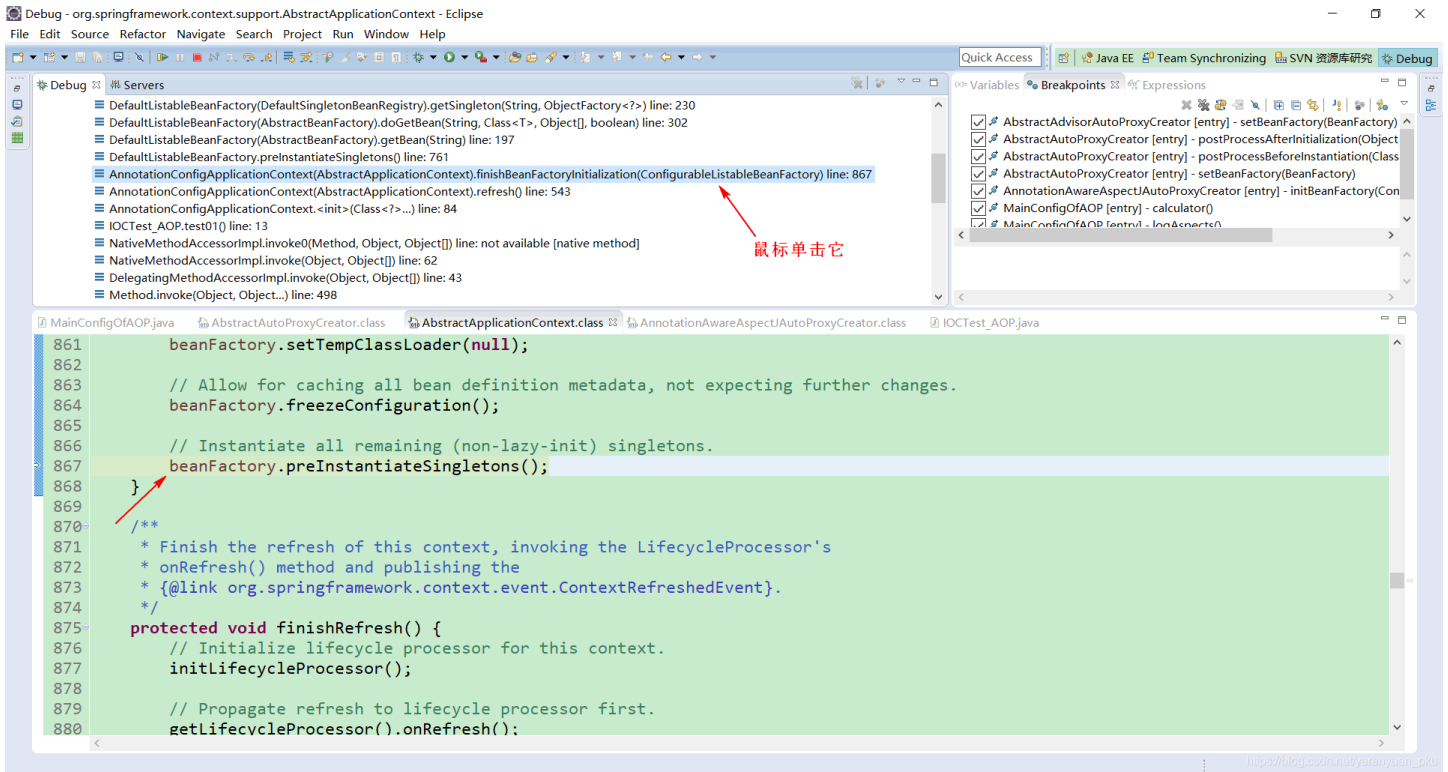 Debug - org.springframework.context.support.AbstractApplicationContext - Eclipse
File Edit Source Refactor Navigate Search Project Run Window Help
Quick Access Java EE Team Synchronizing SVN 资源库研究 Debug
Debug Servers
DefaultListableBeanFactory(DefaultSingletonBeanRegistry).getSingleton(String, ObjectFactory<?>) line: 230
DefaultListableBeanFactory(AbstractBeanFactory).doGetBean(String, Class<T>, Object[], boolean) line: 302
DefaultListableBeanFactory(AbstractBeanFactory).getBean(String) line: 197
DefaultListableBeanFactory.preInstantiateSingletons() line: 761
AnnotationConfigApplicationContext(AbstractApplicationContext).finishBeanFactoryInitialization(ConfigurableListableBeanFactory) line: 867
AnnotationConfigApplicationContext(AbstractApplicationContext).refresh() line: 543
AnnotationConfigApplicationContext.<init>(Class<?>...) line: 84
IOCTest_AOP.test01() line: 13
NativeMethodAccessorImpl.invoke0(Method, Object, Object[]) line: not available [native method]
NativeMethodAccessorImpl.invoke(Object, Object[]) line: 62
DelegatingMethodAccessorImpl.invoke(Object, Object[]) line: 43
Method.invoke(Object, Object...) line: 498
鼠标单击它
(x)= Variables Breakpoints Expressions
AbstractAdvisorAutoProxyCreator [entry] - setBeanFactory(BeanFactory)
AbstractAutoProxyCreator [entry] - postProcessAfterInitialization(Object
AbstractAutoProxyCreator [entry] - postProcessBeforeInstantiation(Class
AbstractAutoProxyCreator [entry] - setBeanFactory(BeanFactory)
AnnotationAwareAspectJAutoProxyCreator [entry] - initBeanFactory(Con
MainConfigOfAOP [entry] - calculator()
MainConfigOfAOP [entry] - logAspects()
MainConfigOfAOP.java AbstractAutoProxyCreator.class AbstractApplicationContext.class AnnotationAwareAspectJAutoProxyCreator.class IOCTest_AOP.java
861 beanFactory.setTempClassLoader(null);
862
863 // Allow for caching all bean definition metadata, not expecting further changes.
864 beanFactory.freezeConfiguration();
865
866 // Instantiate all remaining (non-lazy-init) singletons.
867 beanFactory.preInstantiateSingletons();
868 }
869
870 /**
871 * Finish the refresh of this context, invoking the LifecycleProcessor's
872 * onRefresh() method and publishing the
873 * {@link org.springframework.context.event.ContextRefreshedEvent}.
874 */
875 protected void finishRefresh() {
876 // Initialize lifecycle processor for this context.
877 initLifecycleProcessor();
878
879 // Propagate refresh to lifecycle processor first.
880 getLifecycleProcessor().onRefresh();